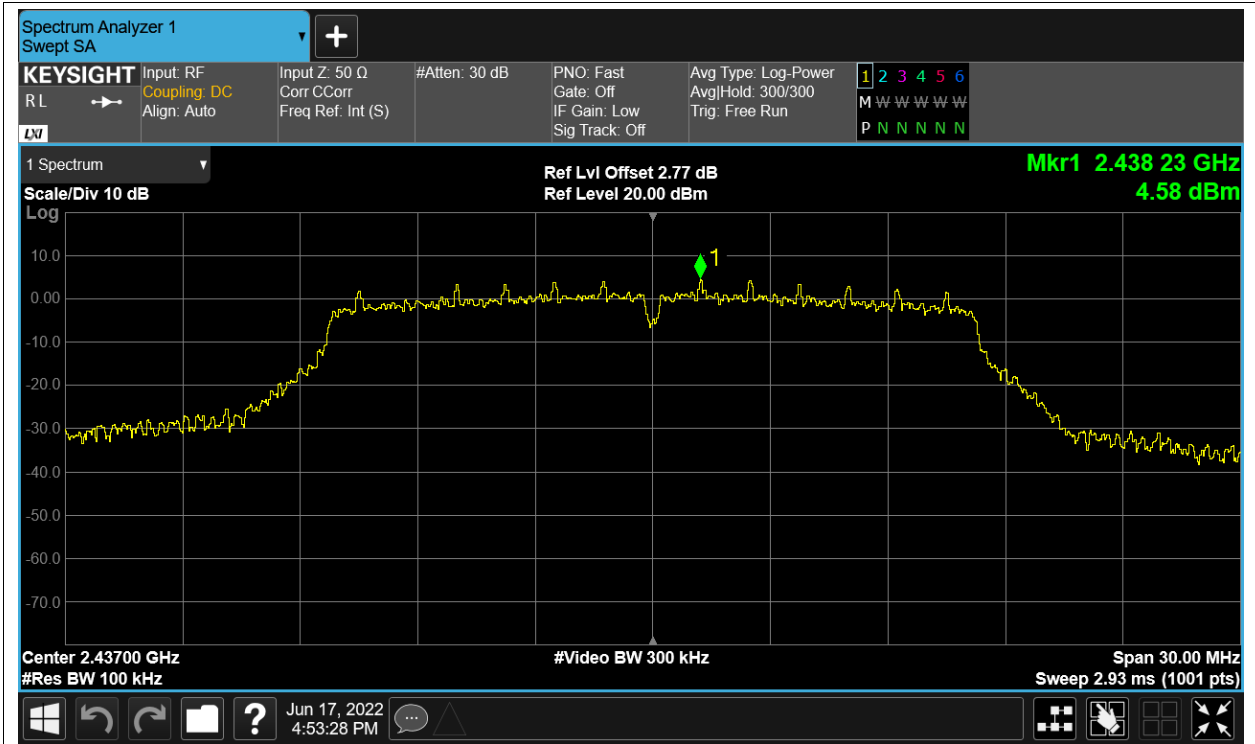 Spectrum Analyzer 1
Swept SA
KEYSIGHT
RL
LXI
Input: RF
Coupling: DC
Align: Auto
Input Z: 50 Ω
Corr CCorr
Freq Ref: Int (S)
#Atten: 30 dB
PNO: Fast
Gate: Off
IF Gain: Low
Sig Track: Off
Avg Type: Log-Power
Avg|Hold: 300/300
Trig: Free Run
1 2 3 4 5 6
M W W W W W
P N N N N N
1 Spectrum
Scale/Div 10 dB
Ref Lvl Offset 2.77 dB
Ref Level 20.00 dBm
Mkr1 2.438 23 GHz
4.58 dBm
Log
1
10.0
0.00
-10.0
-20.0
-30.0
-40.0
-50.0
-60.0
-70.0
Center 2.43700 GHz
#Video BW 300 kHz
Span 30.00 MHz
#Res BW 100 kHz
Sweep 2.93 ms (1001 pts)
?
Jun 17, 2022
4:53:28 PM